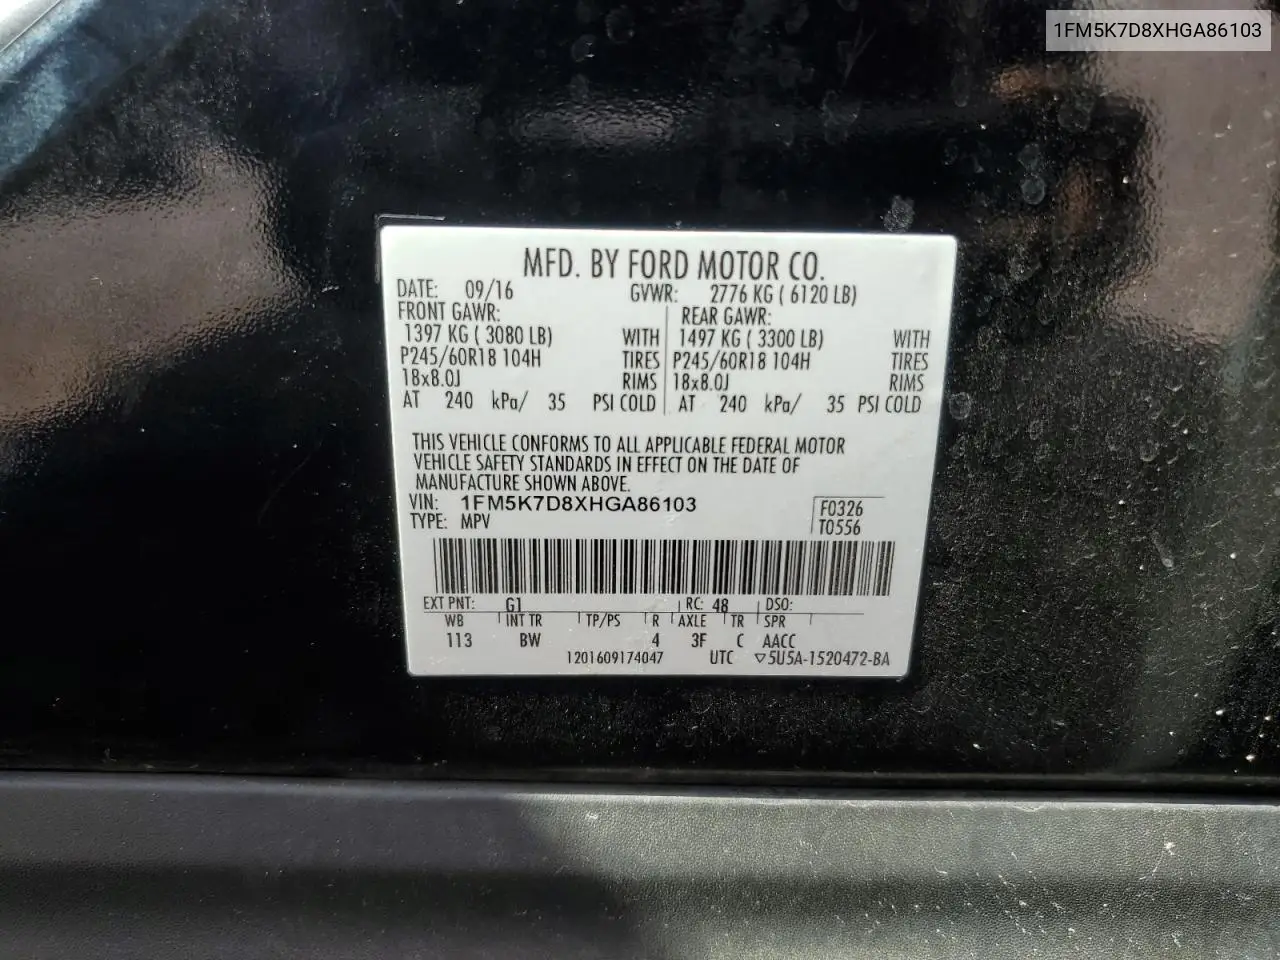 1FM5K7D8XHGA86103
MFD. BY FORD MOTOR CO.
DATE: 09/16 GVWR: 2776 KG ( 6120 LB)
FRONT GAWR: REAR GAWR:
1397 KG ( 3080 LB) WITH 1497 KG ( 3300 LB) WITH
P245/60R18 104H TIRES P245/60R18 104H TIRES
18x8.0J RIMS 18x8.0J RIMS
AT 240 kPa/ 35 PSI COLD AT 240 kPa/ 35 PSI COLD
THIS VEHICLE CONFORMS TO ALL APPLICABLE FEDERAL MOTOR
VEHICLE SAFETY STANDARDS IN EFFECT ON THE DATE OF
MANUFACTURE SHOWN ABOVE.
VIN: 1FM5K7D8XHGA86103 F0326
TYPE: MPV T0556
EXT PNT: G1 RC: 48 DSO:
WB INT TR TP/PS R AXLE TR SPR
113 BW 4 3F C AACC
1201609174047 UTC ▽5U5A-1520472-BA